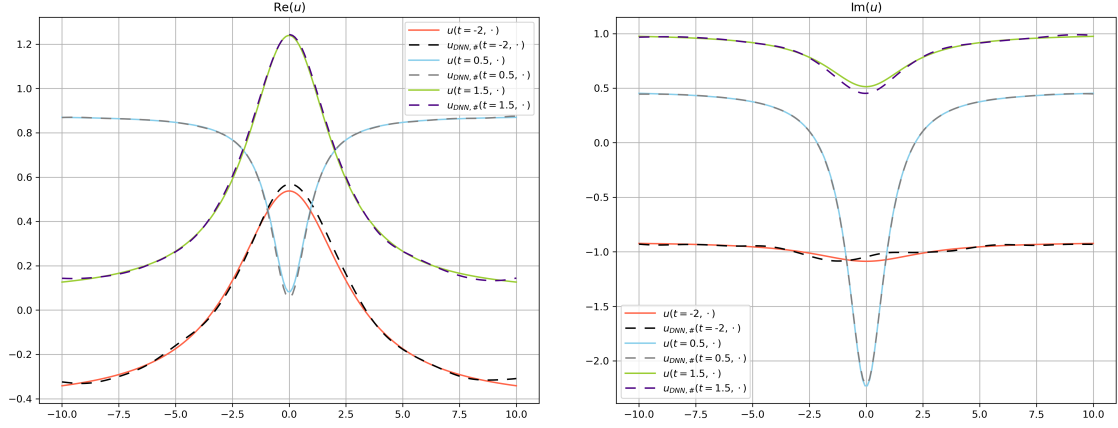 Re(u)
1.2
1.0
0.8
0.6
0.4
0.2
0.0
−0.2
−0.4
−10.0 −7.5 −5.0 −2.5 0.0 2.5 5.0 7.5 10.0
u(t = -2, ·)
u_DNN,#(t = -2, ·)
u(t = 0.5, ·)
u_DNN,#(t = 0.5, ·)
u(t = 1.5, ·)
u_DNN,#(t = 1.5, ·)
Im(u)
1.0
0.5
0.0
−0.5
−1.0
−1.5
−2.0
−10.0 −7.5 −5.0 −2.5 0.0 2.5 5.0 7.5 10.0
u(t = -2, ·)
u_DNN,#(t = -2, ·)
u(t = 0.5, ·)
u_DNN,#(t = 0.5, ·)
u(t = 1.5, ·)
u_DNN,#(t = 1.5, ·)